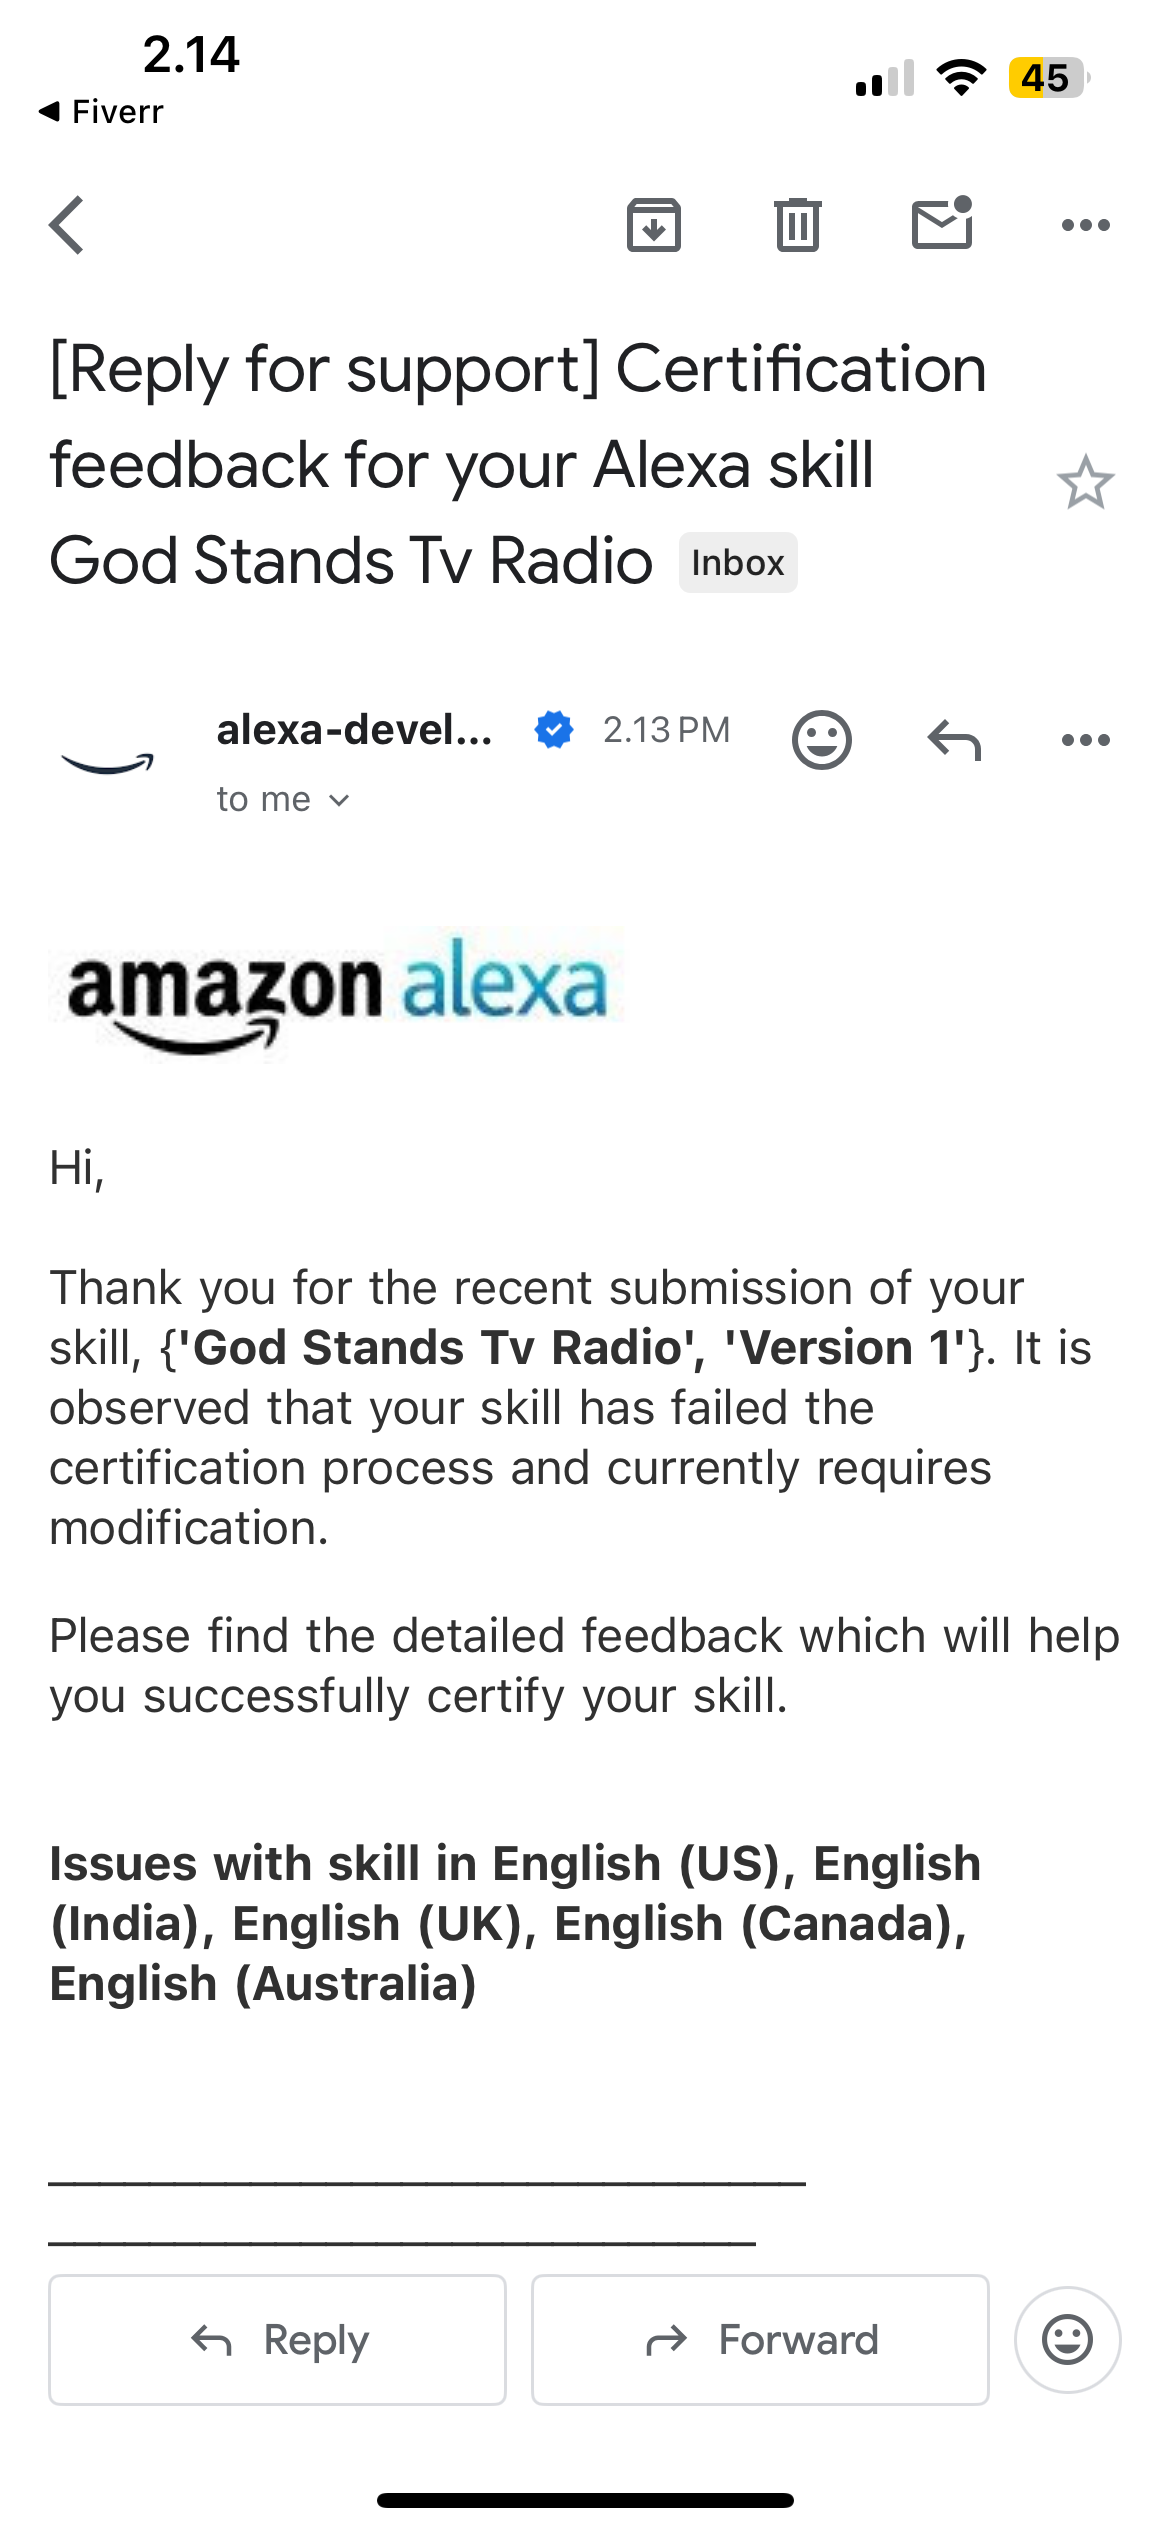 2.14
45
Fiverr
[Reply for support] Certification
feedback for your Alexa skill
God Stands Tv Radio Inbox
alexa-devel... 2.13 PM
to me
amazon alexa
Hi,
Thank you for the recent submission of your
skill, {'God Stands Tv Radio', 'Version 1'}. It is
observed that your skill has failed the
certification process and currently requires
modification.
Please find the detailed feedback which will help
you successfully certify your skill.
Issues with skill in English (US), English
(India), English (UK), English (Canada),
English (Australia)
Reply Forward